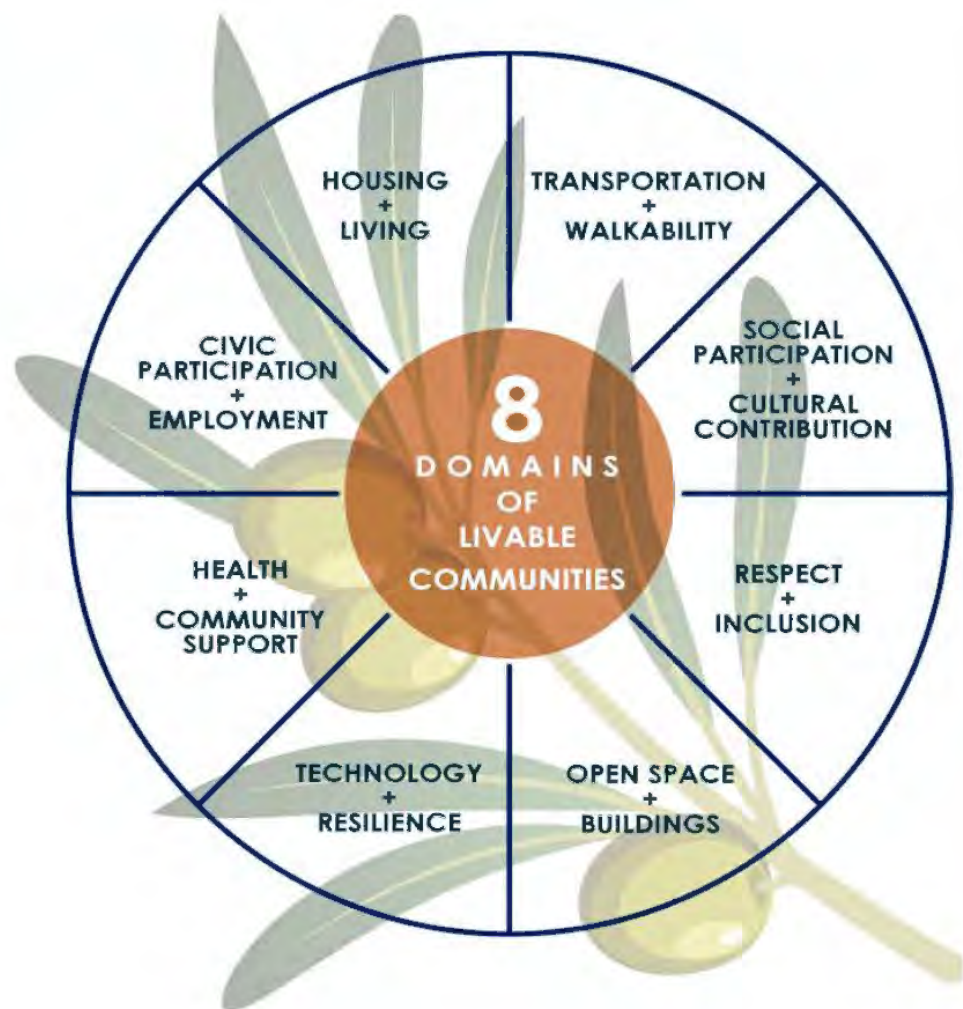 HOUSING
+
LIVING
TRANSPORTATION
+
WALKABILITY
SOCIAL
PARTICIPATION
+
CULTURAL
CONTRIBUTION
RESPECT
+
INCLUSION
OPEN SPACE
+
BUILDINGS
TECHNOLOGY
+
RESILIENCE
HEALTH
+
COMMUNITY
SUPPORT
CIVIC
PARTICIPATION
+
EMPLOYMENT
8
DOMAINS
OF
LIVABLE
COMMUNITIES